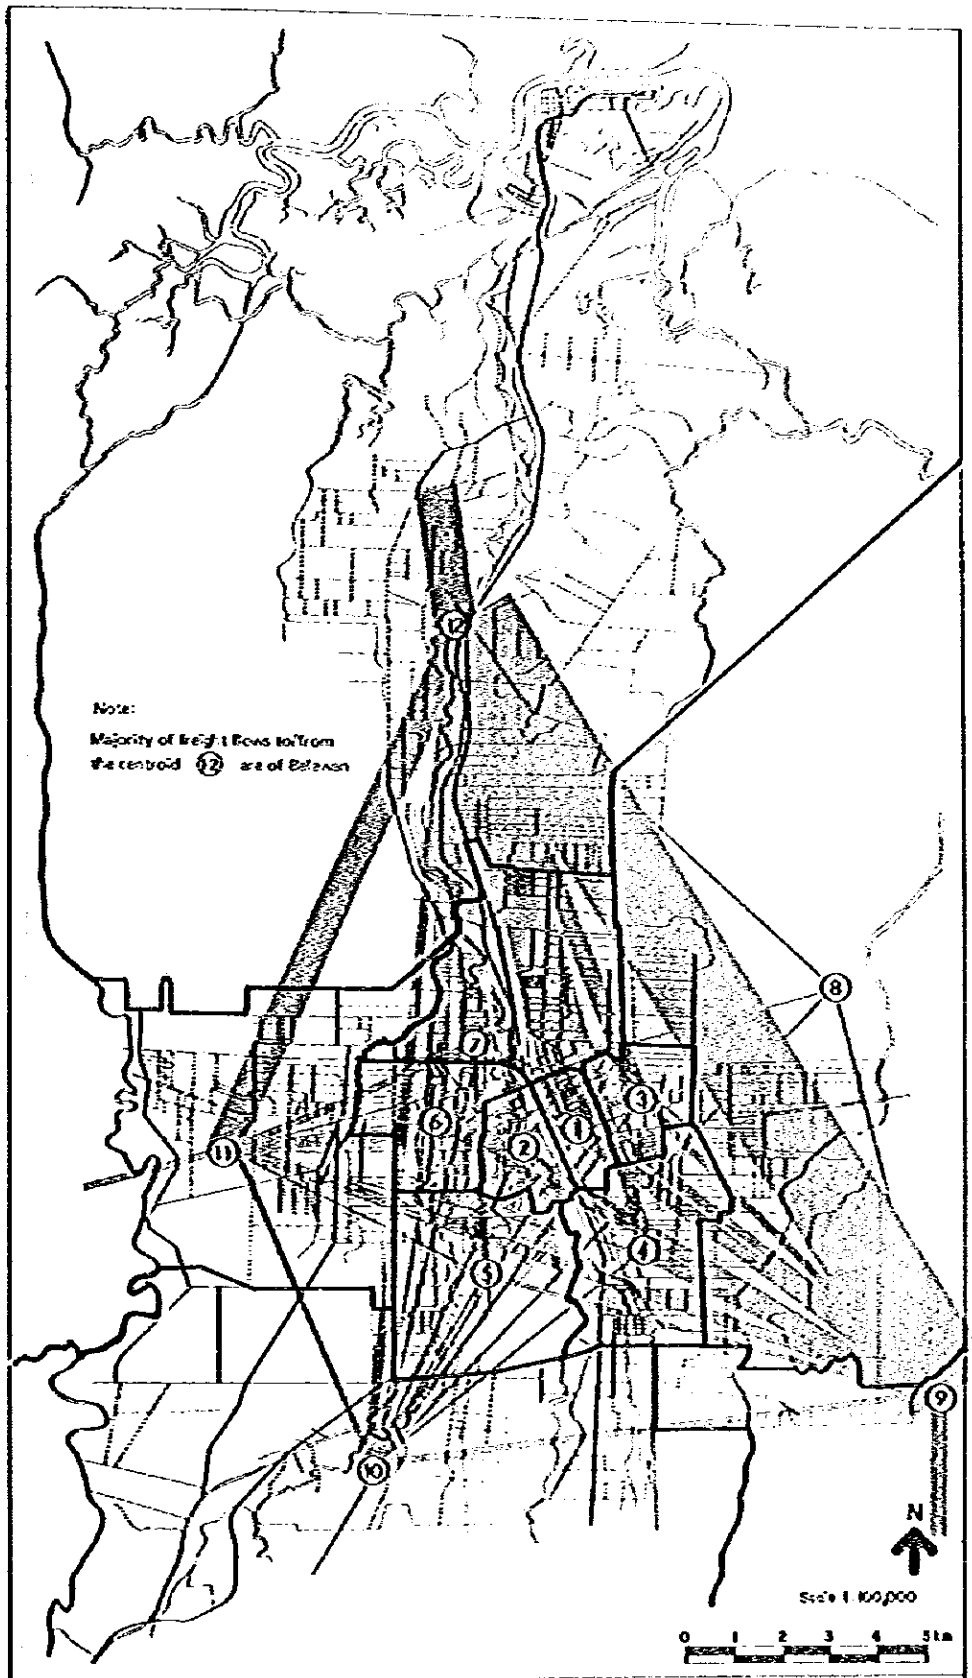 12
Note:
Majority of freight flows to/from
the centroid 12 are of Belawan
8
7
3
6
1
2
11
4
5
9
10
N
Scale 1:100,000
0 1 2 3 4 5 km